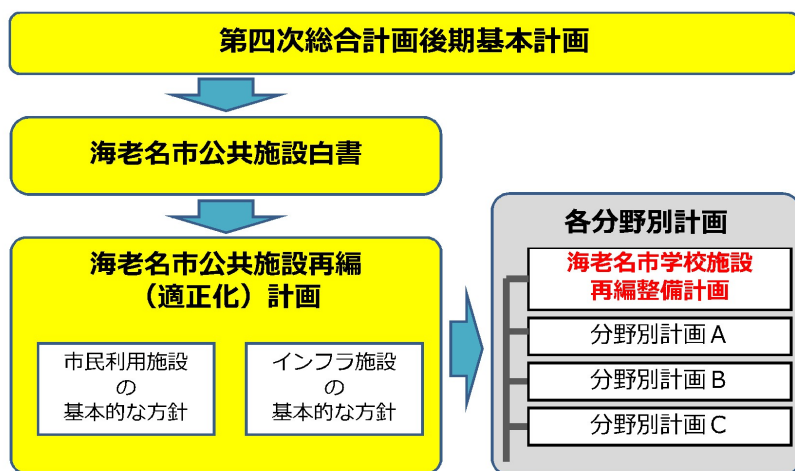 第四次総合計画後期基本計画
海老名市公共施設白書
海老名市公共施設再編
（適正化）計画
市民利用施設
の
基本的な方針
インフラ施設
の
基本的な方針
各分野別計画
海老名市学校施設
再編整備計画
分野別計画A
分野別計画B
分野別計画C